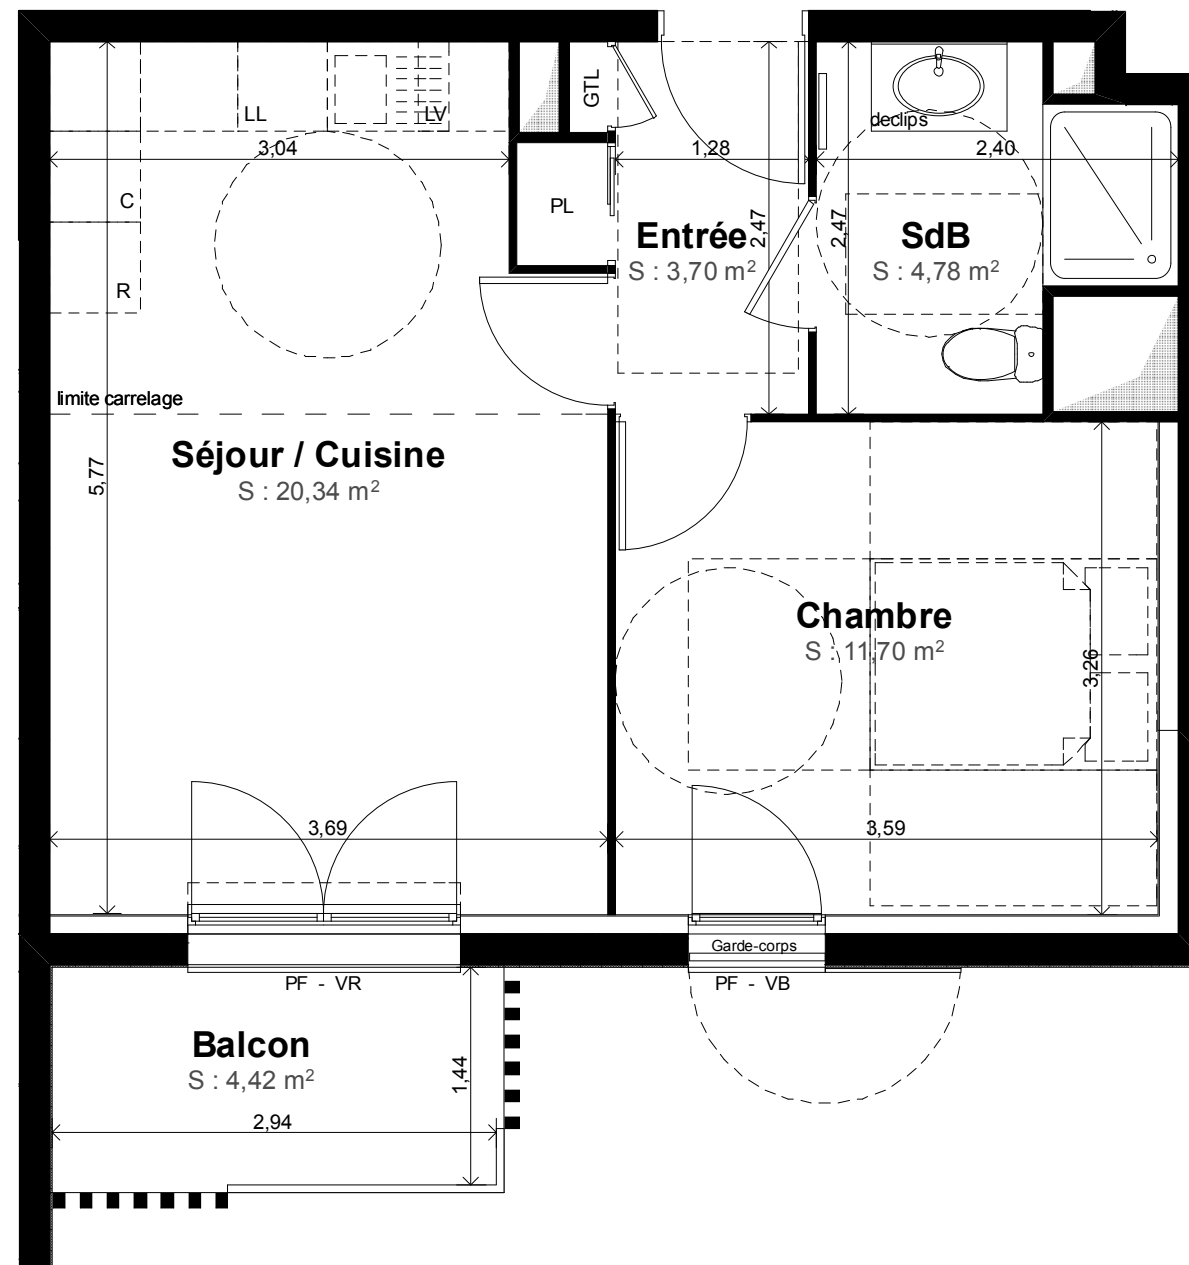 GTL
LL
LV
declips
3,04
1,28
2,40
C
PL
Entrée
S : 3,70 m²
2,47
2,47
SdB
S : 4,78 m²
R
limite carrelage
Séjour / Cuisine
S : 20,34 m²
5,77
Chambre
S : 11,70 m²
3,26
3,69
3,59
Garde-corps
PF - VR
PF - VB
Balcon
S : 4,42 m²
1,44
2,94